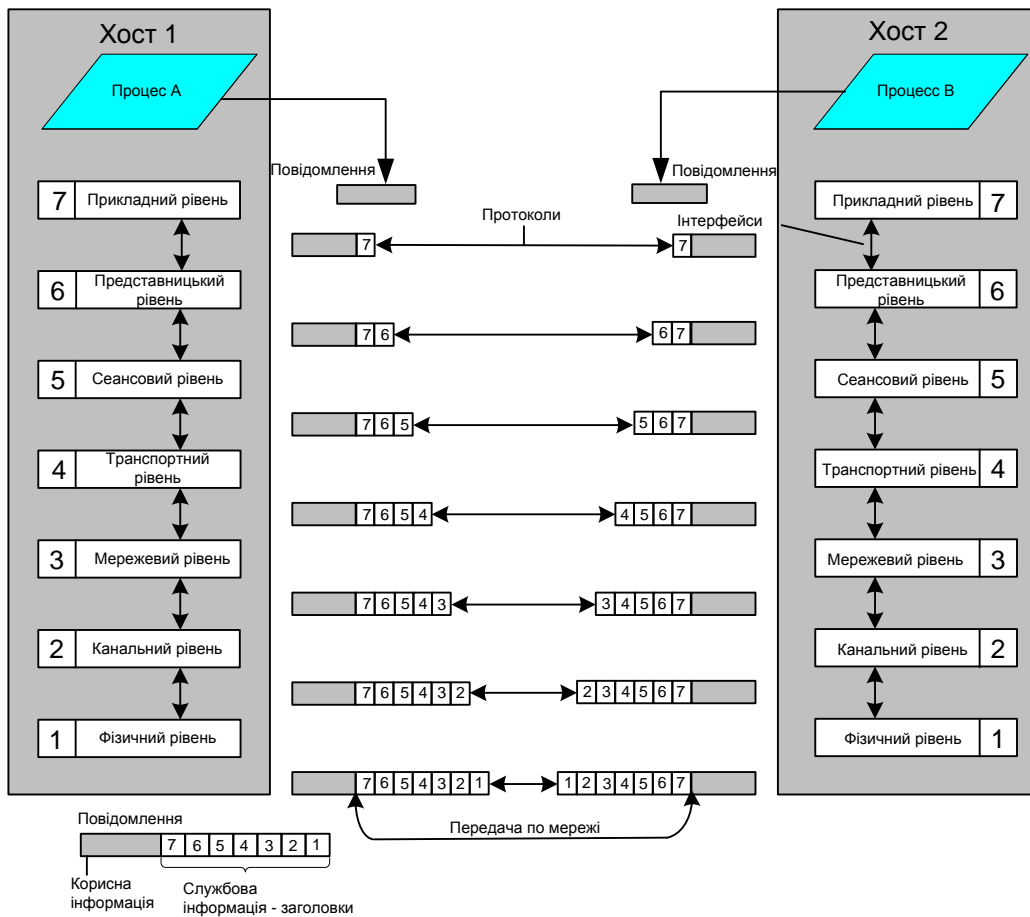 Хост 1
Процес А
7 Прикладний рівень
6 Представницький
рівень
5 Сеансовий рівень
4 Транспортний
рівень
3 Мережевий рівень
2 Канальний рівень
1 Фізичний рівень
Повідомлення
Повідомлення
Протоколи
Інтерфейси
7
7
7 6
6 7
7 6 5
5 6 7
7 6 5 4
4 5 6 7
7 6 5 4 3
3 4 5 6 7
7 6 5 4 3 2
2 3 4 5 6 7
7 6 5 4 3 2 1
1 2 3 4 5 6 7
Передача по мережі
Хост 2
Процесс В
Прикладний рівень 7
Представницький
рівень 6
Сеансовий рівень 5
Транспортний рівень 4
Мережевий рівень 3
Канальний рівень 2
Фізичний рівень 1
Повідомлення
7 6 5 4 3 2 1
Корисна
інформація
Службова
інформація - заголовки